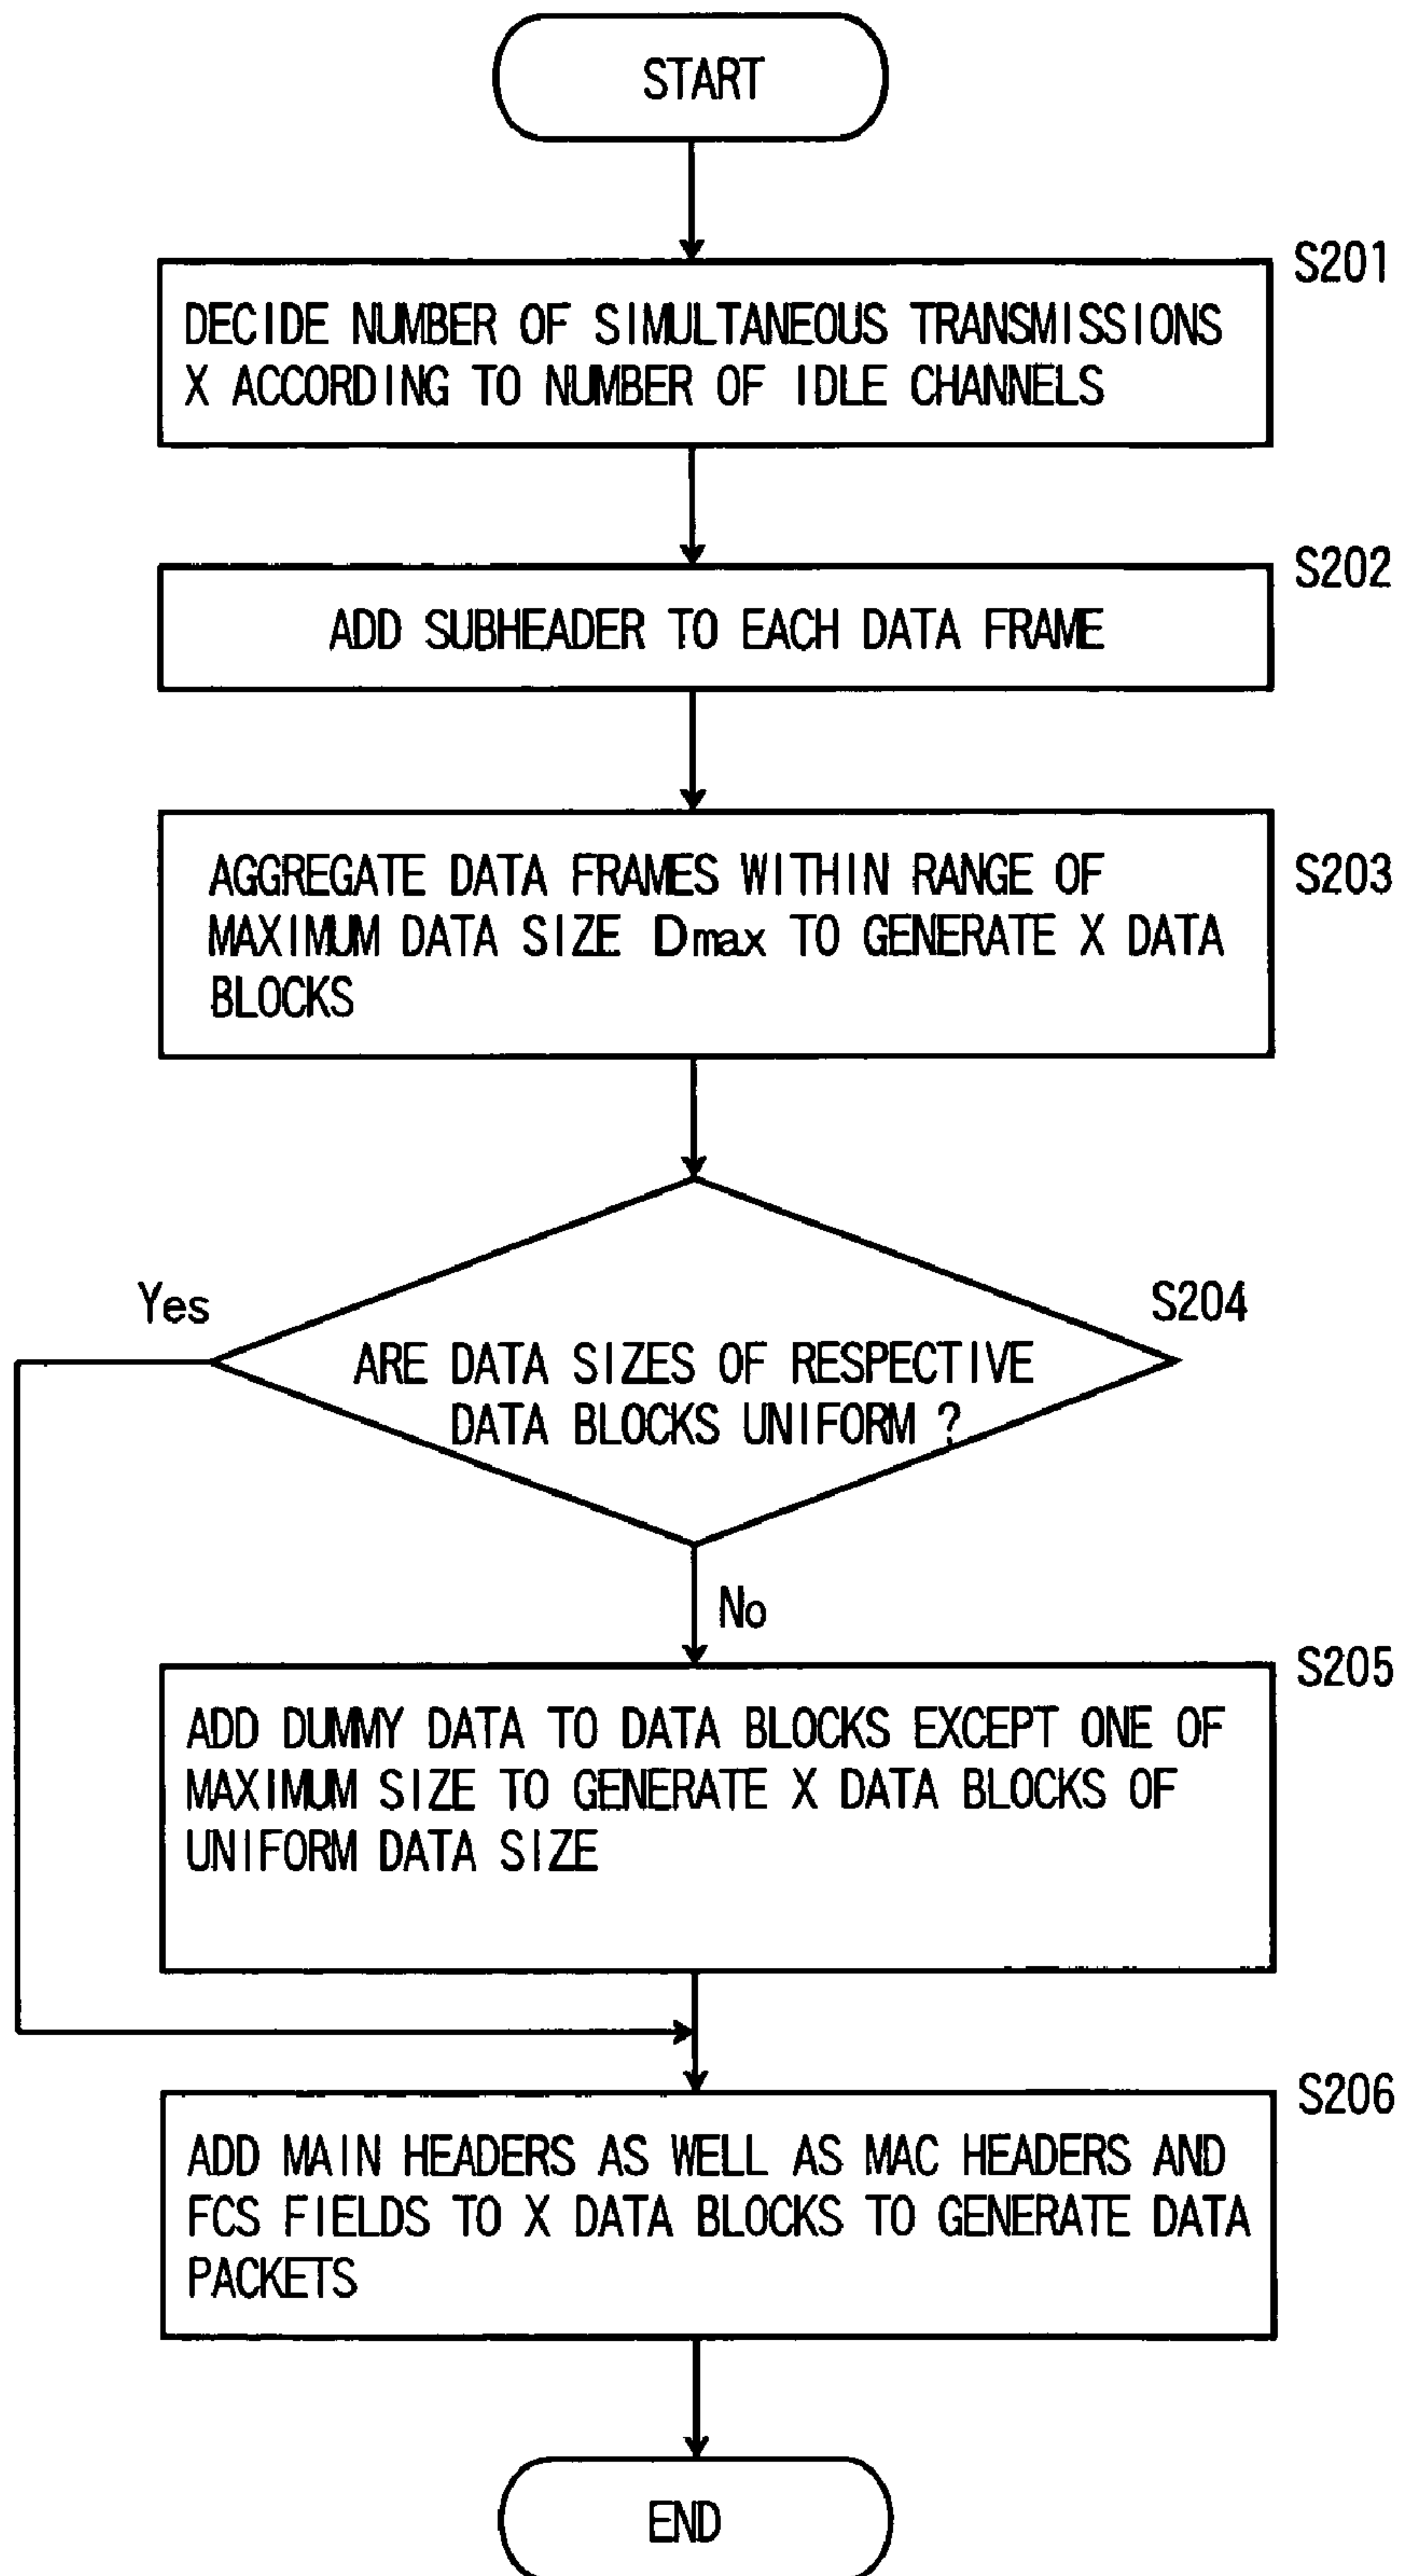 START
S201
DECIDE NUMBER OF SIMULTANEOUS TRANSMISSIONS
X ACCORDING TO NUMBER OF IDLE CHANNELS
S202
ADD SUBHEADER TO EACH DATA FRAME
S203
AGGREGATE DATA FRAMES WITHIN RANGE OF
MAXIMUM DATA SIZE Dmax TO GENERATE X DATA
BLOCKS
Yes
S204
ARE DATA SIZES OF RESPECTIVE
DATA BLOCKS UNIFORM ?
No
S205
ADD DUMMY DATA TO DATA BLOCKS EXCEPT ONE OF
MAXIMUM SIZE TO GENERATE X DATA BLOCKS OF
UNIFORM DATA SIZE
S206
ADD MAIN HEADERS AS WELL AS MAC HEADERS AND
FCS FIELDS TO X DATA BLOCKS TO GENERATE DATA
PACKETS
END